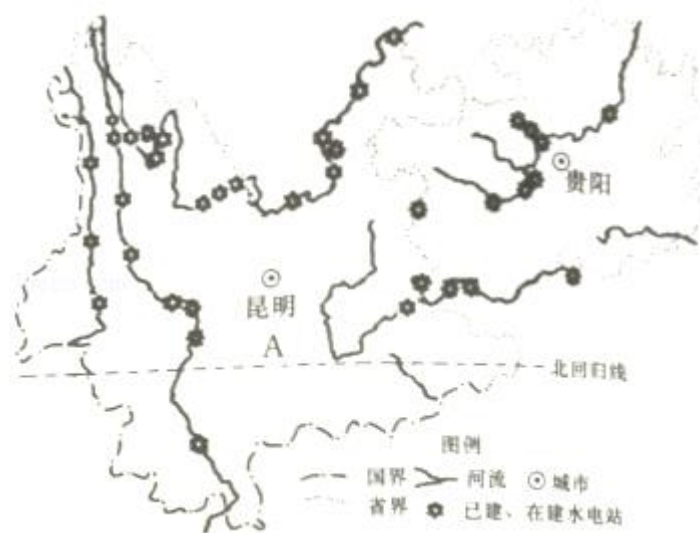 贵阳
昆明
A
北回归线
图例
国界 河流 城市
省界 已建、在建水电站